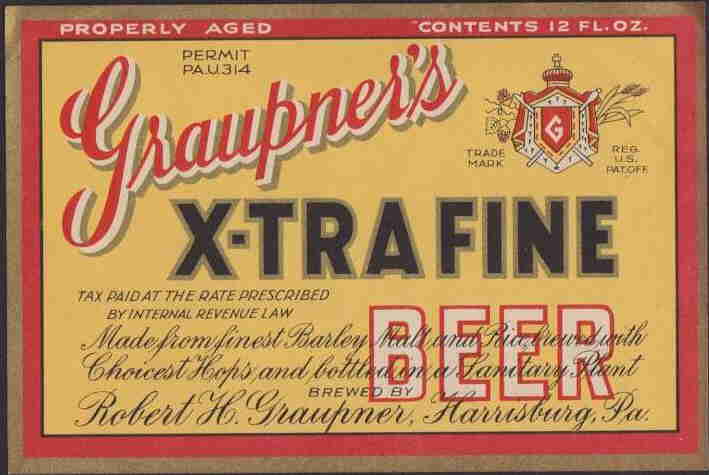 PROPERLY AGED CONTENTS 12 FL. OZ.
PERMIT
PA.U.314
Graupner's
G
TRADE
MARK
REG.
U.S.
PAT.OFF.
X-TRA FINE
TAX PAID AT THE RATE PRESCRIBED
BY INTERNAL REVENUE LAW
BEER
Made from finest Barley Malt and Rice, brewed with
Choicest Hops, and bottled in a Sanitary Plant
BREWED BY
Robert H. Graupner, Harrisburg, Pa.